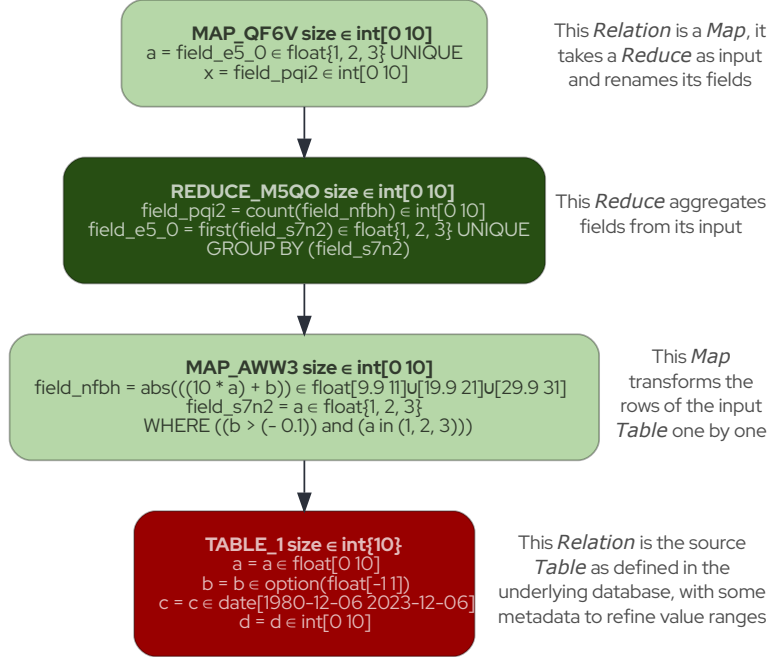 MAP_QF6V size ∈ int[0 10]
a = field_e5_0 ∈ float{1, 2, 3} UNIQUE
x = field_pqi2 ∈ int[0 10]
This Relation is a Map, it
takes a Reduce as input
and renames its fields
REDUCE_M5QO size ∈ int[0 10]
field_pqi2 = count(field_nfbh) ∈ int[0 10]
field_e5_0 = first(field_s7n2) ∈ float{1, 2, 3} UNIQUE
GROUP BY (field_s7n2)
This Reduce aggregates
fields from its input
MAP_AWW3 size ∈ int[0 10]
field_nfbh = abs(((10 * a) + b)) ∈ float[9.9 11]∪[19.9 21]∪[29.9 31]
field_s7n2 = a ∈ float{1, 2, 3}
WHERE ((b > (- 0.1)) and (a in (1, 2, 3)))
This Map
transforms the
rows of the input
Table one by one
TABLE_1 size ∈ int{10}
a = a ∈ float[0 10]
b = b ∈ option(float[-1 1])
c = c ∈ date[1980-12-06 2023-12-06]
d = d ∈ int[0 10]
This Relation is the source
Table as defined in the
underlying database, with some
metadata to refine value ranges